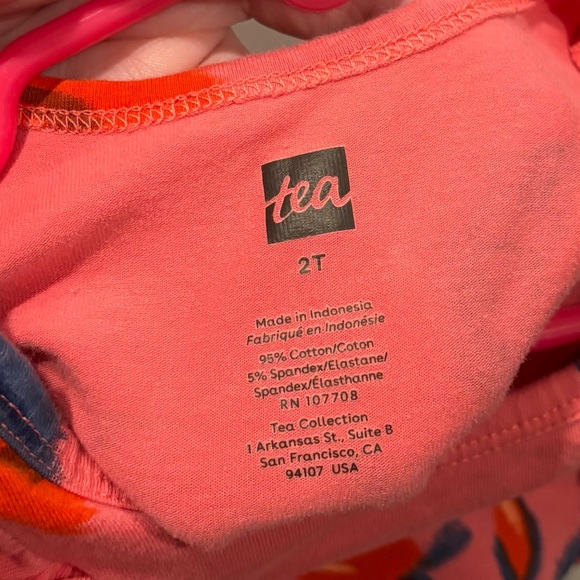 tea
2T
Made in Indonesia
Fabriqué en Indonésie
95% Cotton/Coton
5% Spandex/Elastane/
Spandex/Élasthanne
RN 107708
Tea Collection
1 Arkansas St., Suite B
San Francisco, CA
94107 USA